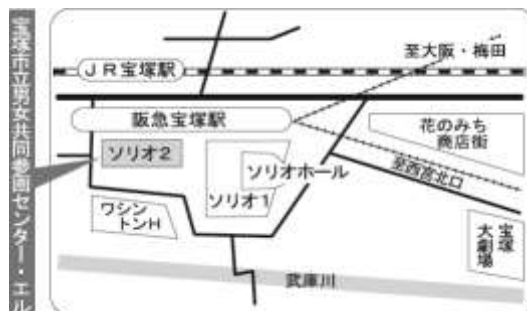 宝塚市立男女共同参画センター・エル
至大阪・梅田
JR宝塚駅
阪急宝塚駅
花のみち
商店街
ソリオ2
ソリオホール
ソリオ1
至西宮北口
ワシン
トンH
宝塚
大劇場
武庫川